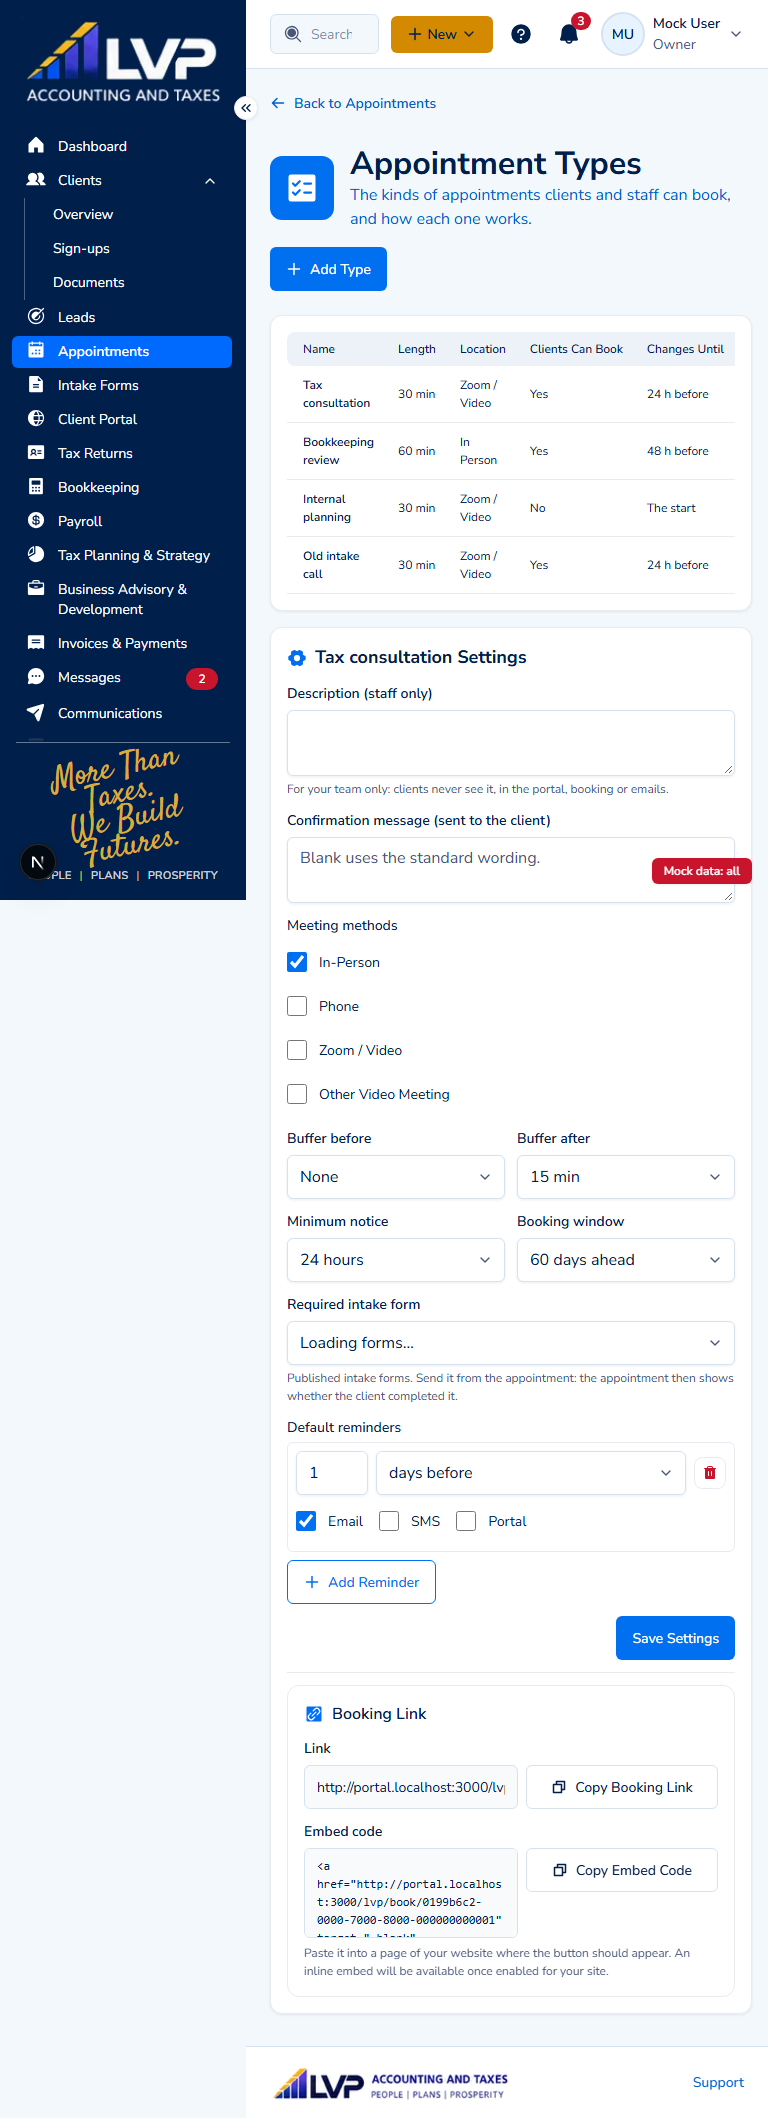 LVP
ACCOUNTING AND TAXES
Dashboard
Clients
Overview
Sign-ups
Documents
Leads
Appointments
Intake Forms
Client Portal
Tax Returns
Bookkeeping
Payroll
Tax Planning & Strategy
Business Advisory &
Development
Invoices & Payments
Messages
2
Communications
More Than
Taxes.
We Build
Futures.
N
PLE | PLANS | PROSPERITY
Search
New
3
MU
Mock User
Owner
Back to Appointments
Appointment Types
The kinds of appointments clients and staff can book,
and how each one works.
Add Type
Name Length Location Clients Can Book Changes Until
Tax
consultation 30 min Zoom /
Video Yes 24 h before
Bookkeeping
review 60 min In
Person Yes 48 h before
Internal
planning 30 min Zoom /
Video No The start
Old intake
call 30 min Zoom /
Video Yes 24 h before
Tax consultation Settings
Description (staff only)
For your team only: clients never see it, in the portal, booking or emails.
Confirmation message (sent to the client)
Blank uses the standard wording.
Mock data: all
Meeting methods
In-Person
Phone
Zoom / Video
Other Video Meeting
Buffer before Buffer after
None 15 min
Minimum notice Booking window
24 hours 60 days ahead
Required intake form
Loading forms...
Published intake forms. Send it from the appointment: the appointment then shows
whether the client completed it.
Default reminders
1 days before
Email SMS Portal
Add Reminder
Save Settings
Booking Link
Link
http://portal.localhost:3000/lv
Copy Booking Link
Embed code
<a
href="http://portal.localhos
t:3000/lvp/book/0199b6c2-
0000-7000-8000-000000000001"
Copy Embed Code
Paste it into a page of your website where the button should appear. An
inline embed will be available once enabled for your site.
LVP ACCOUNTING AND TAXES
PEOPLE | PLANS | PROSPERITY
Support